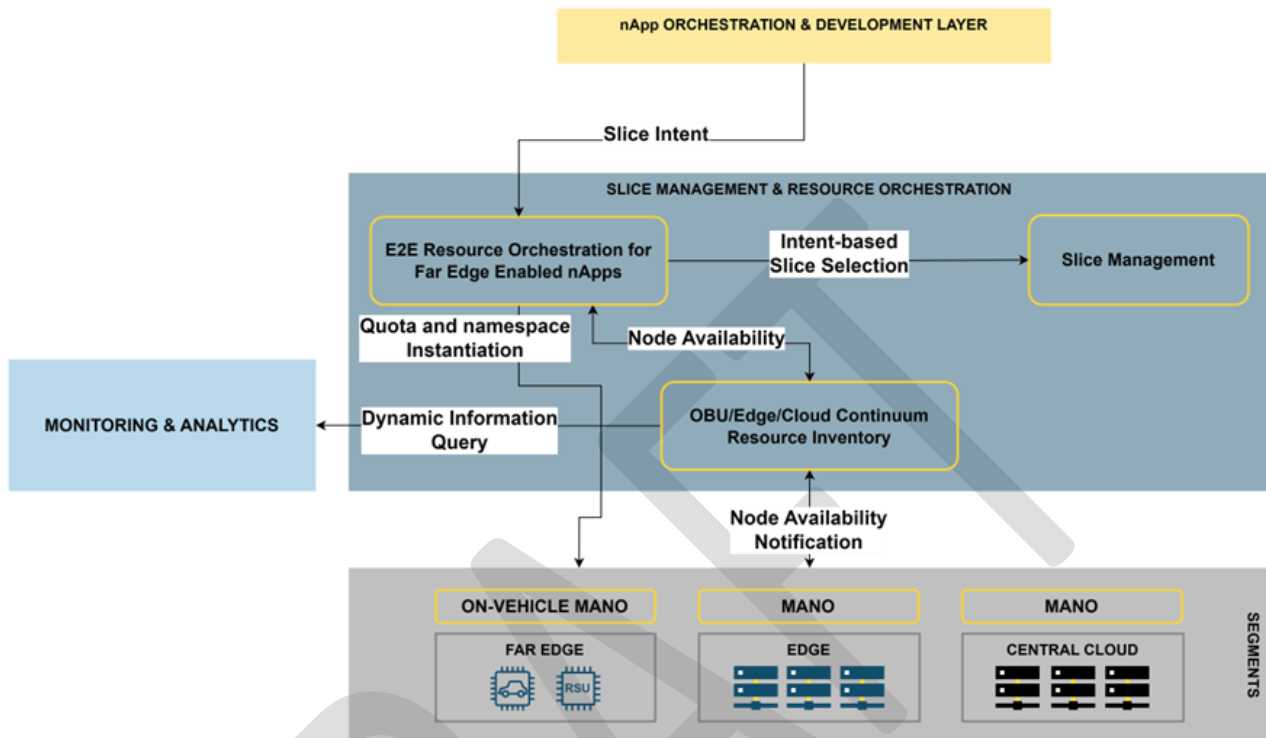 nApp ORCHESTRATION & DEVELOPMENT LAYER
Slice Intent
SLICE MANAGEMENT & RESOURCE ORCHESTRATION
E2E Resource Orchestration for
Far Edge Enabled nApps
Intent-based
Slice Selection
Slice Management
Quota and namespace
Instantiation
Node Availability
MONITORING & ANALYTICS
Dynamic Information
Query
OBU/Edge/Cloud Continuum
Resource Inventory
Node Availability
Notification
ON-VEHICLE MANO
MANO
MANO
FAR EDGE
EDGE
CENTRAL CLOUD
RSU
SEGMENTS
DRAFT